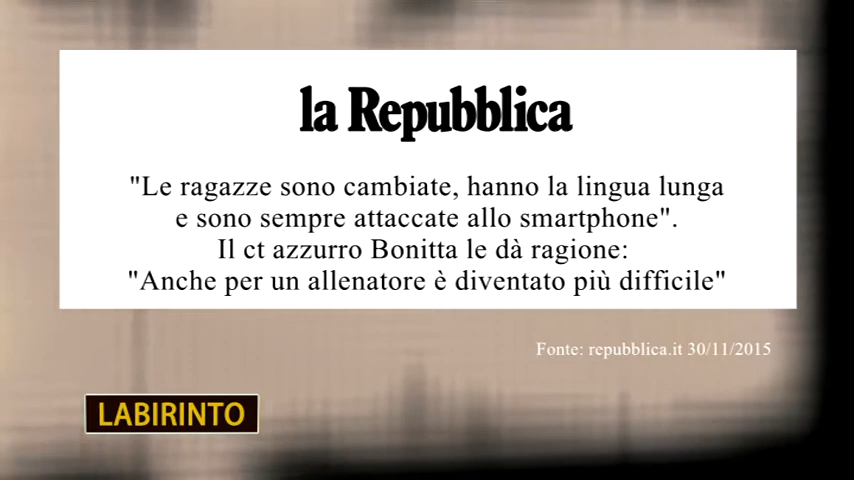 la Repubblica
"Le ragazze sono cambiate, hanno la lingua lunga
e sono sempre attaccate allo smartphone".
Il ct azzurro Bonitta le dà ragione:
"Anche per un allenatore è diventato più difficile"
Fonte: repubblica.it 30/11/2015
LABIRINTO